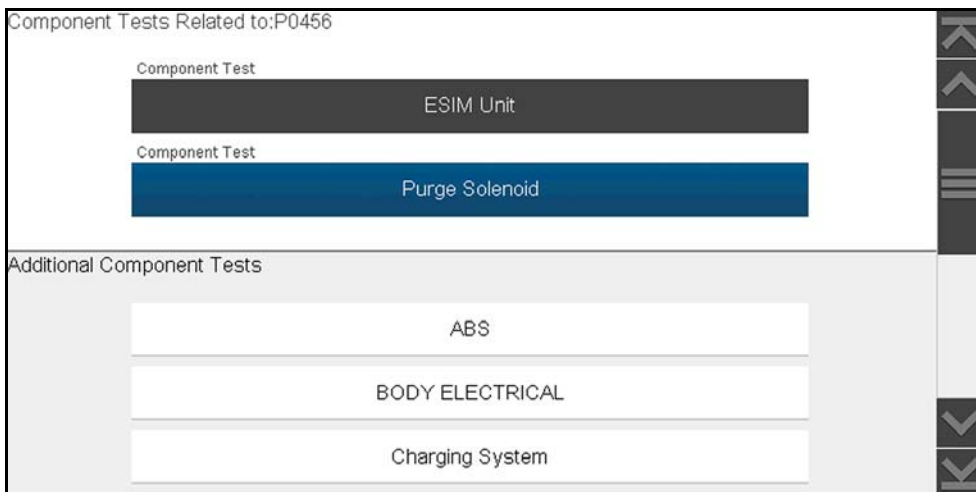 Component Tests Related to:P0456
Component Test
ESIM Unit
Component Test
Purge Solenoid
Additional Component Tests
ABS
BODY ELECTRICAL
Charging System